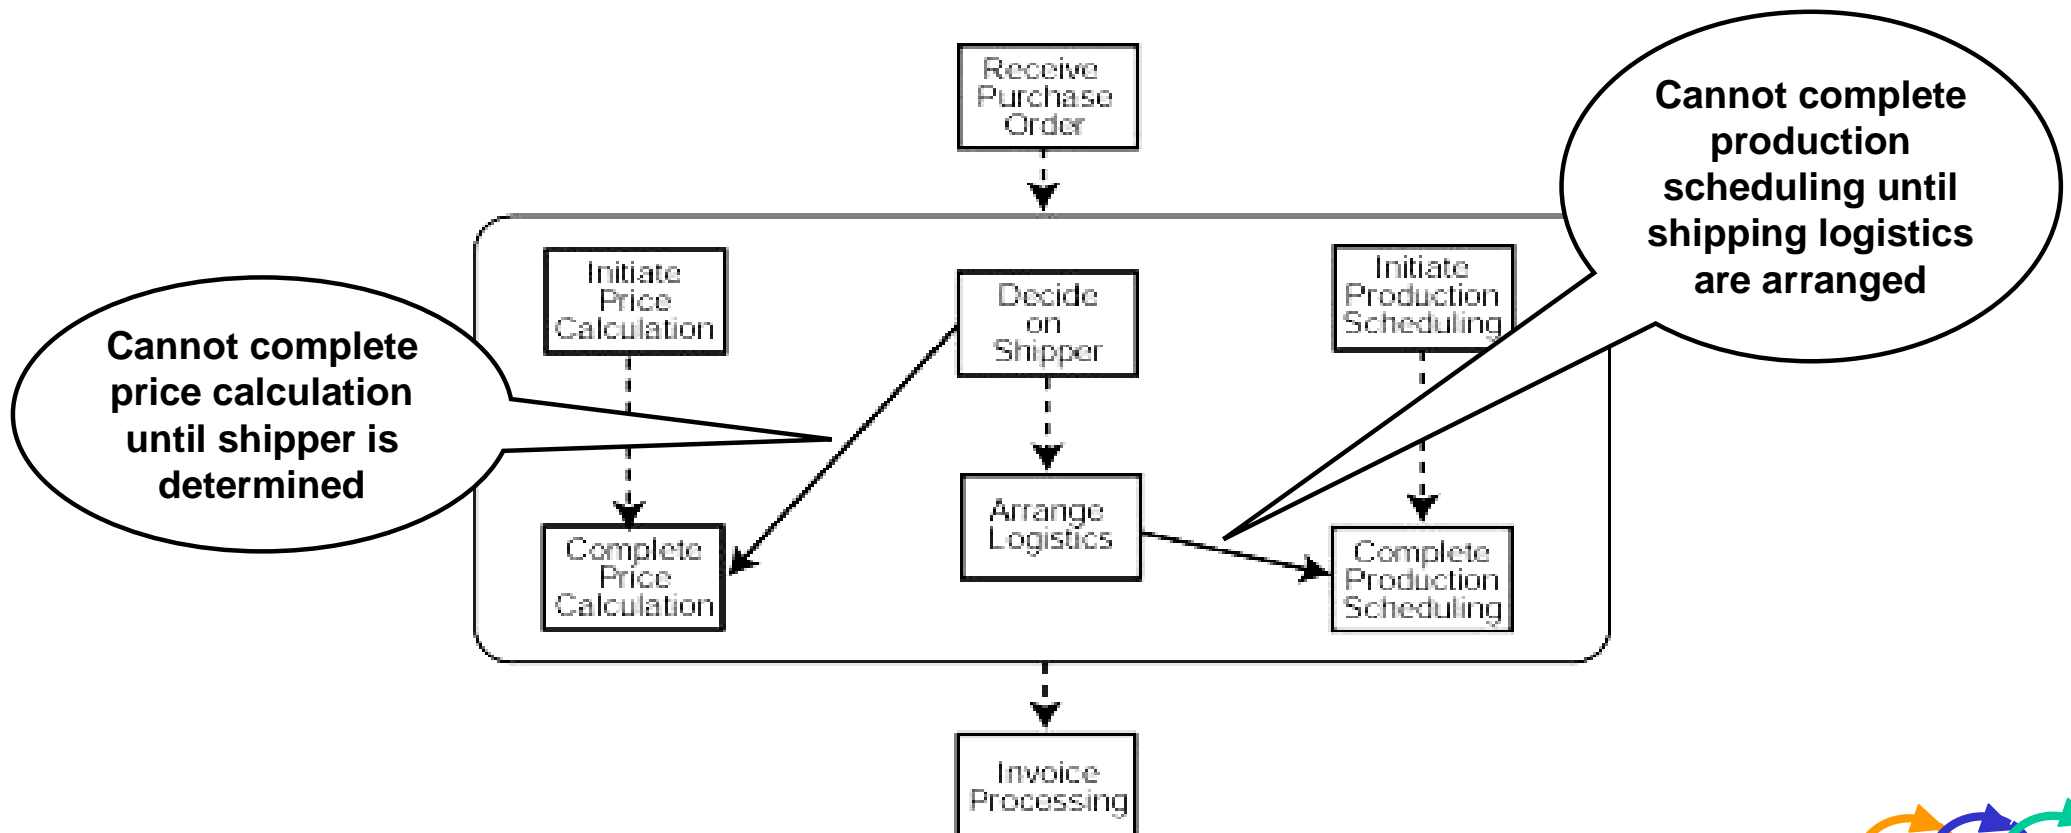 Receive
Purchase
Order
Cannot complete
production
scheduling until
shipping logistics
are arranged
Initiate
Price
Calculation
Decide
on
Shipper
Initiate
Production
Scheduling
Cannot complete
price calculation
until shipper is
determined
Arrange
Logistics
Complete
Price
Calculation
Complete
Production
Scheduling
Invoice
Processing